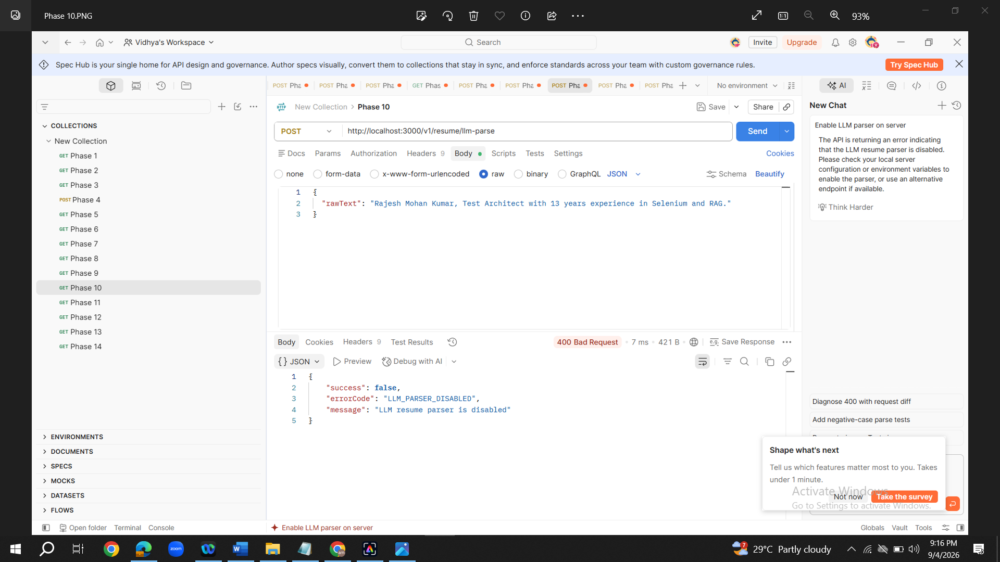 Phase 10.PNG
93%
Vidhya's Workspace
Search
Invite
Upgrade
Spec Hub is your single home for API design and governance. Author specs visually, convert them to collections that stay in sync, and enforce standards across your team with custom governance rules.
Try Spec Hub
POST Pha
POST Pha
POST Pha
GET Phas
POST Pha
POST Pha
POST Pha
POST Pha
POST Pha
No environment
AI
New Collection > Phase 10
Save
Share
New Chat
COLLECTIONS
New Collection
GET Phase 1
GET Phase 2
GET Phase 3
POST Phase 4
GET Phase 5
GET Phase 6
GET Phase 7
GET Phase 8
GET Phase 9
GET Phase 10
GET Phase 11
GET Phase 12
GET Phase 13
GET Phase 14
ENVIRONMENTS
DOCUMENTS
SPECS
MOCKS
DATASETS
FLOWS
HTTP
POST
http://localhost:3000/v1/resume/llm-parse
Send
Docs Params Authorization Headers 9 Body Scripts Tests Settings Cookies
none form-data x-www-form-urlencoded raw binary GraphQL JSON Schema Beautify
1 {
2 "rawText": "Rajesh Mohan Kumar, Test Architect with 13 years experience in Selenium and RAG."
3 }
Body Cookies Headers 9 Test Results 400 Bad Request 7 ms 421 B e.g. Save Response
{} JSON Preview Debug with AI
1 {
2 "success": false,
3 "errorCode": "LLM_PARSER_DISABLED",
4 "message": "LLM resume parser is disabled"
5 }
Enable LLM parser on server
The API is returning an error indicating
that the LLM resume parser is disabled.
Please check your local server
configuration or environment variables to
enable the parser, or use an alternative
endpoint if available.
Think Harder
Diagnose 400 with request diff
Add negative-case parse tests
Shape what's next
Tell us which features matter most to you. Takes
under 1 minute.
Not now
Take the survey
Activate Windows
Go to Settings to activate Windows.
Open folder Terminal Console
Enable LLM parser on server
Globals Vault Tools
zoom
W
am
7
29°C Partly cloudy
9:16 PM
9/4/2026